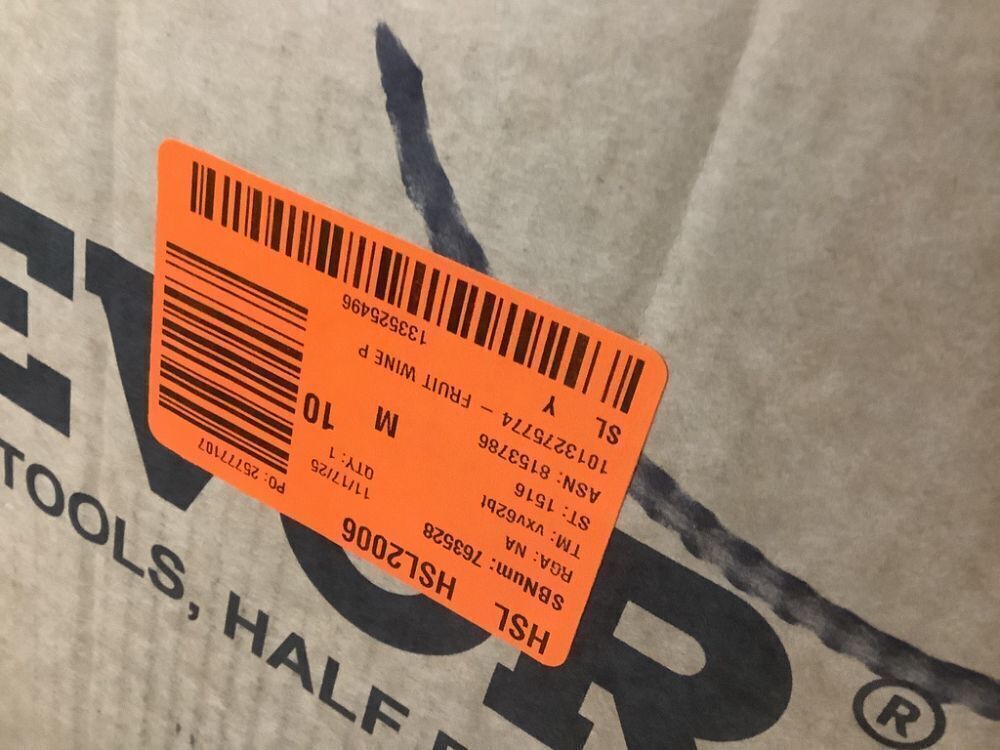 EVOR®
TOOLS, HALF
HSL HSL2006
SBNum: 763528
RGA: NA
TM: vxv62bt
ST: 1516
ASN: 8153786
1013275774 – FRUIT WINE P
SL Y
11/17/25
QTY: 1
M 10
PO: 25777107
133525496